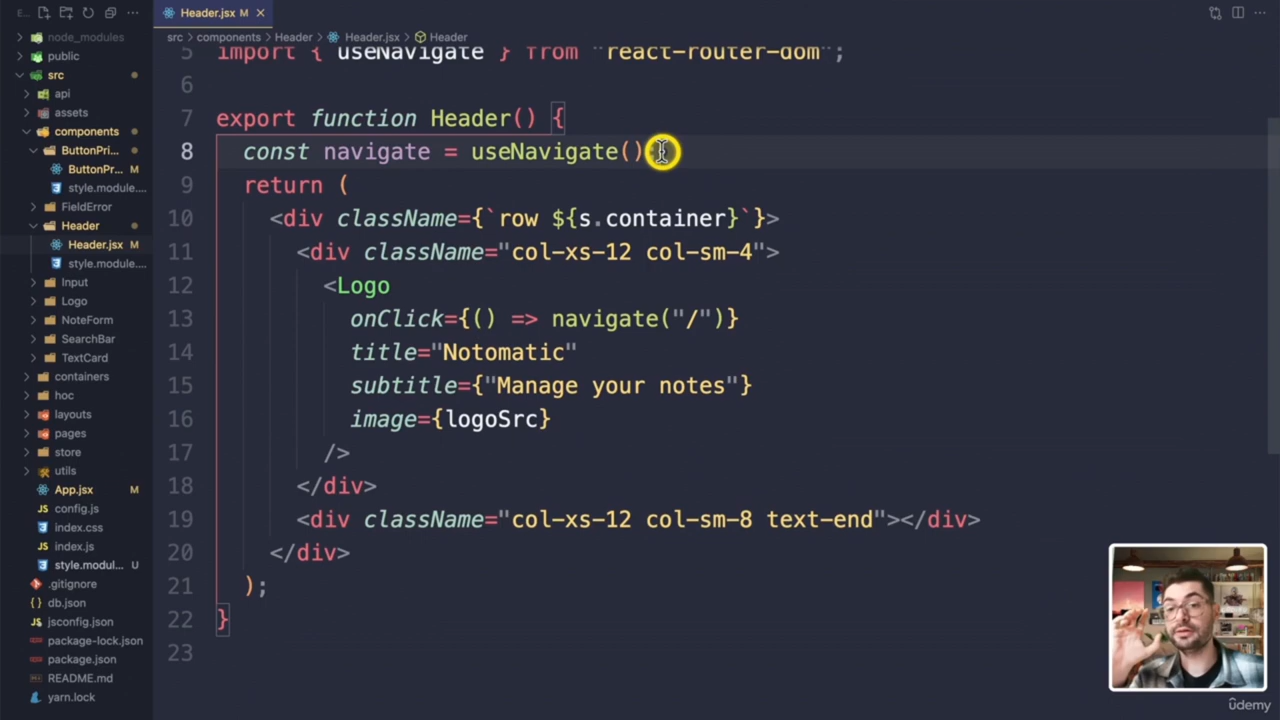 E...
Header.jsx M
src > components > Header > Header.jsx > Header
node_modules
public
src
api
assets
components
ButtonPri...
ButtonPr... M
style.module....
FieldError
Header
Header.jsx M
style.module....
Input
Logo
NoteForm
SearchBar
TextCard
containers
hoc
layouts
pages
store
utils
App.jsx M
config.js
index.css
index.js
style.modul... U
.gitignore
db.json
jsconfig.json
package-lock.json
package.json
README.md
yarn.lock
5 import { useNavigate } from "react-router-dom";
6
7 export function Header() {
8 const navigate = useNavigate()
9 return (
10 <div className={`row ${s.container}`}>
11 <div className="col-xs-12 col-sm-4">
12 <Logo
13 onClick={() => navigate("/")}
14 title="Notomatic"
15 subtitle={"Manage your notes"}
16 image={logoSrc}
17 />
18 </div>
19 <div className="col-xs-12 col-sm-8 text-end"></div>
20 </div>
21 );
22 }
23
udemy